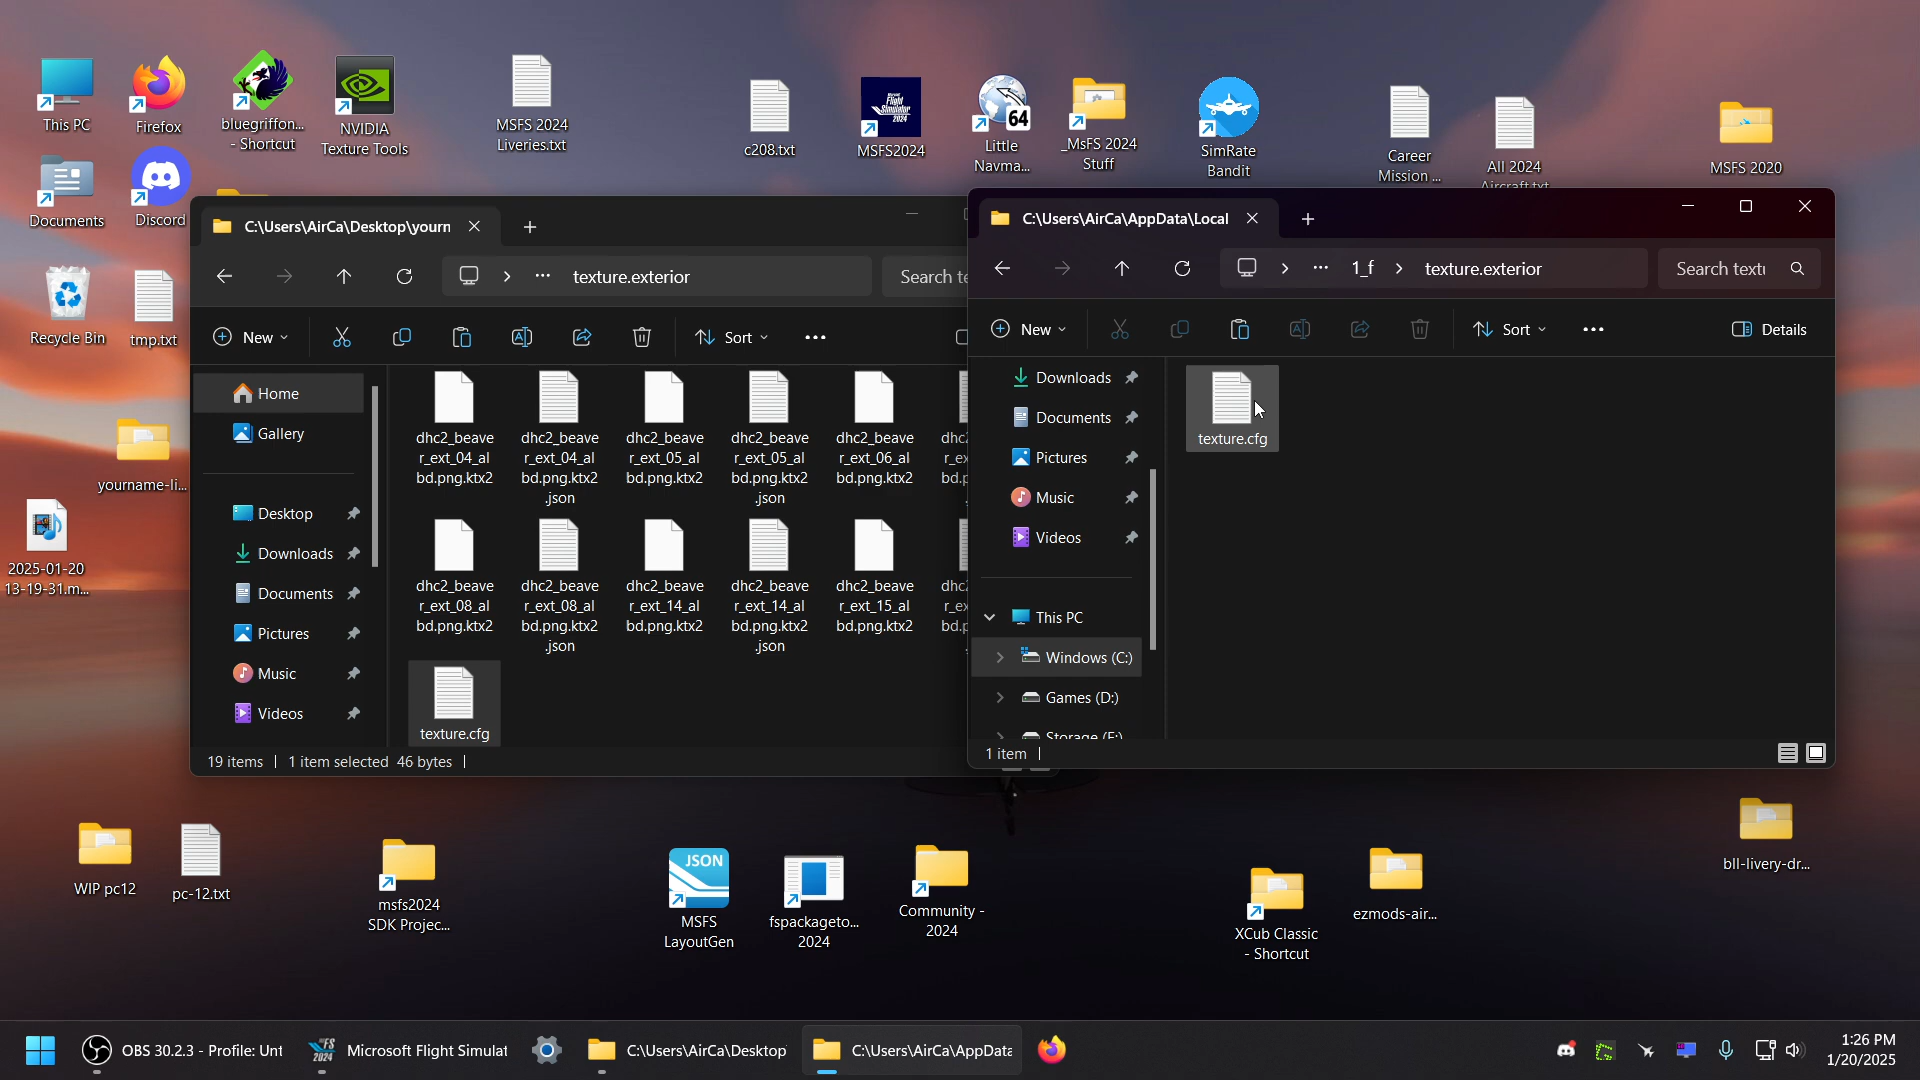 This PC
Firefox
bluegriffon...
- Shortcut
NVIDIA
Texture Tools
MSFS 2024
Liveries.txt
c208.txt
MSFS2024
64
Little
Navma...
_MsFS 2024
Stuff
SimRate
Bandit
Career
Mission ...
All 2024
Aircraft.txt
MSFS 2020
Documents
Discord
Recycle Bin
tmp.txt
yourname-li...
2025-01-20
13-19-31.m...
C:\Users\AirCa\Desktop\yourn
texture.exterior
Search te
New
Sort
Home
Gallery
Desktop
Downloads
Documents
Pictures
Music
Videos
dhc2_beave
r_ext_04_al
bd.png.ktx2
dhc2_beave
r_ext_04_al
bd.png.ktx2
.json
dhc2_beave
r_ext_05_al
bd.png.ktx2
dhc2_beave
r_ext_05_al
bd.png.ktx2
.json
dhc2_beave
r_ext_06_al
bd.png.ktx2
dhc2_beave
r_ext_08_al
bd.png.ktx2
dhc2_beave
r_ext_08_al
bd.png.ktx2
.json
dhc2_beave
r_ext_14_al
bd.png.ktx2
dhc2_beave
r_ext_14_al
bd.png.ktx2
.json
dhc2_beave
r_ext_15_al
bd.png.ktx2
texture.cfg
19 items
1 item selected 46 bytes
C:\Users\AirCa\AppData\Local
1_f
texture.exterior
Search textu
New
Sort
Details
Downloads
Documents
Pictures
Music
Videos
This PC
Windows (C:)
Games (D:)
Storage (E:)
texture.cfg
1 item
WIP pc12
pc-12.txt
msfs2024
SDK Projec...
JSON
MSFS
LayoutGen
fspackageto...
2024
Community -
2024
XCub Classic
- Shortcut
ezmods-air...
bll-livery-dr...
OBS 30.2.3 - Profile: Unt
Microsoft Flight Simulat
C:\Users\AirCa\Desktop
C:\Users\AirCa\AppData
1:26 PM
1/20/2025